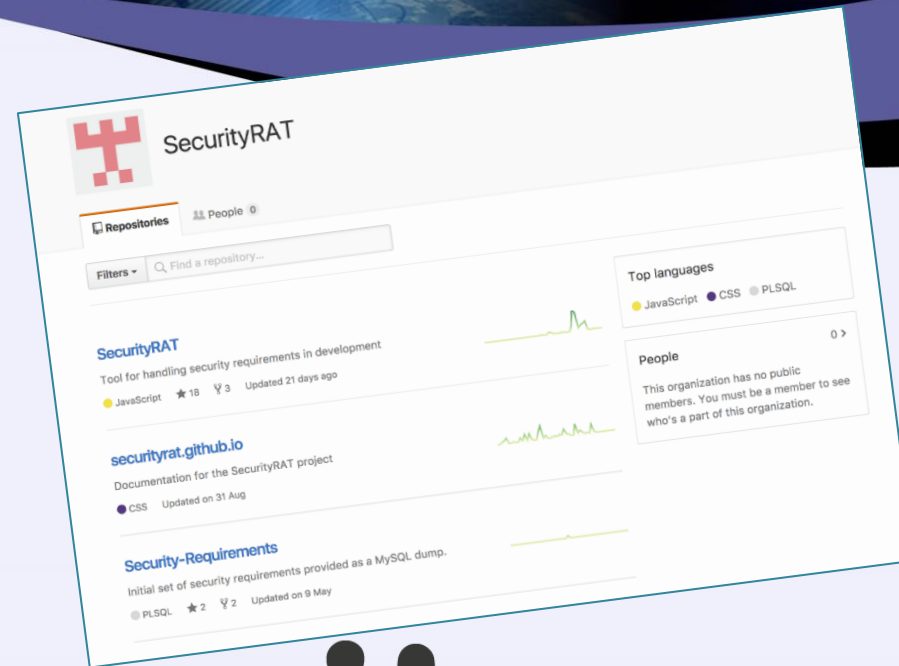 SecurityRAT
Repositories
People 0
Filters
Find a repository...
SecurityRAT
Tool for handling security requirements in development
JavaScript 18 3 Updated 21 days ago
securityrat.github.io
Documentation for the SecurityRAT project
CSS Updated on 31 Aug
Security-Requirements
Initial set of security requirements provided as a MySQL dump.
PLSQL 2 2 Updated on 9 May
Top languages
JavaScript CSS PLSQL
People 0 >
This organization has no public
members. You must be a member to see
who's a part of this organization.